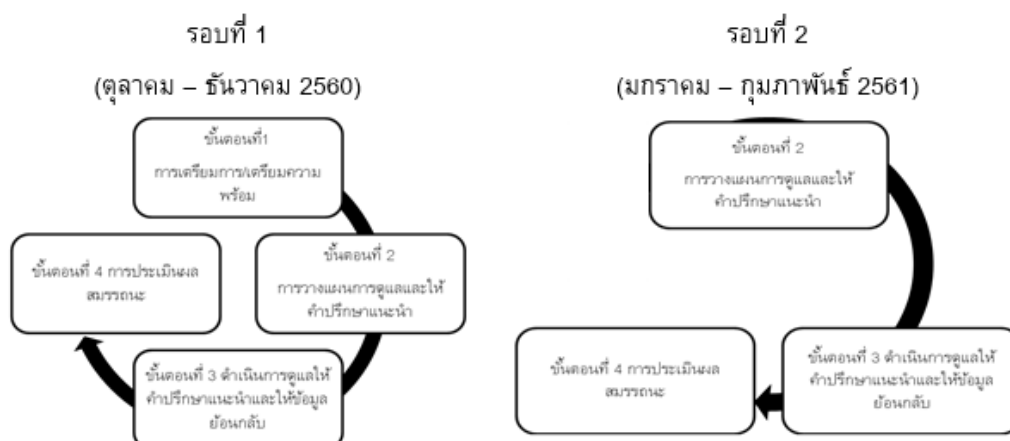 รอบที่ 1
(ตุลาคม – ธันวาคม 2560)
ขั้นตอนที่1
การเตรียมการ/เตรียมความ
พร้อม
ขั้นตอนที่ 2
การวางแผนการดูแลและให้
คำปรึกษาแนะนำ
ขั้นตอนที่ 3 ดำเนินการดูแลให้
คำปรึกษาแนะนำและให้ข้อมูล
ย้อนกลับ
ขั้นตอนที่ 4 การประเมินผล
สมรรถนะ
รอบที่ 2
(มกราคม – กุมภาพันธ์ 2561)
ขั้นตอนที่ 2
การวางแผนการดูแลและให้
คำปรึกษาแนะนำ
ขั้นตอนที่ 3 ดำเนินการดูแลให้
คำปรึกษาแนะนำและให้ข้อมูล
ย้อนกลับ
ขั้นตอนที่ 4 การประเมินผล
สมรรถนะ